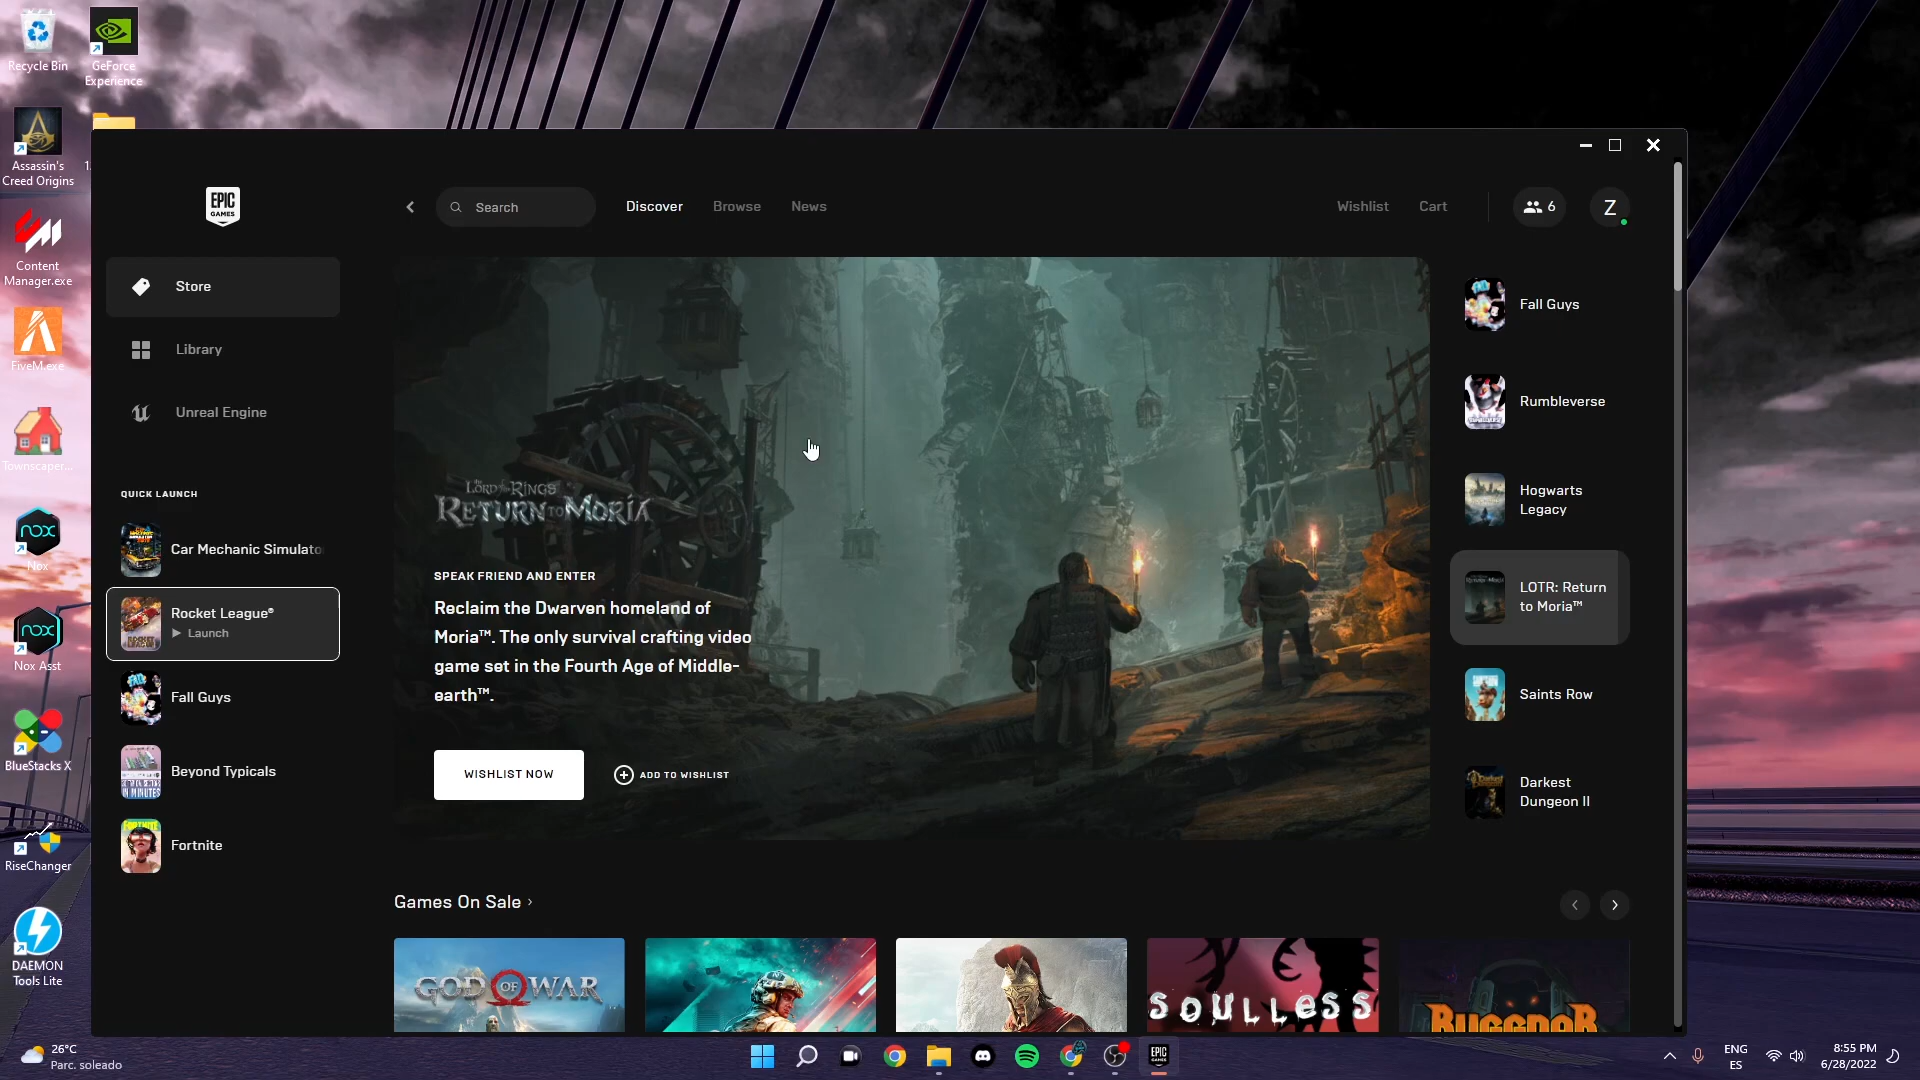 Recycle Bin
GeForce
Experience
Assassin's
Creed Origins
1
Content
Manager.exe
FiveM.exe
Townscaper...
nox
Nox
nox
Nox Asst
BlueStacks X
RiseChanger
DAEMON
Tools Lite
EPIC
GAMES
Search
Discover
Browse
News
Wishlist
Cart
6
Z
Store
Library
Unreal Engine
QUICK LAUNCH
Car Mechanic Simulato
Rocket League®
Launch
Fall Guys
Beyond Typicals
Fortnite
THE LORD OF THE RINGS
RETURN TO MORIA
SPEAK FRIEND AND ENTER
Reclaim the Dwarven homeland of
Moria™. The only survival crafting video
game set in the Fourth Age of Middle-
earth™.
WISHLIST NOW
ADD TO WISHLIST
Fall Guys
Rumbleverse
Hogwarts
Legacy
LOTR: Return
to Moria™
Saints Row
Darkest
Dungeon II
Games On Sale
GOD OF WAR
SOULLESS
RUGGNAR
26°C
Parc. soleado
EPIC
GAMES
ENG
ES
8:55 PM
6/28/2022